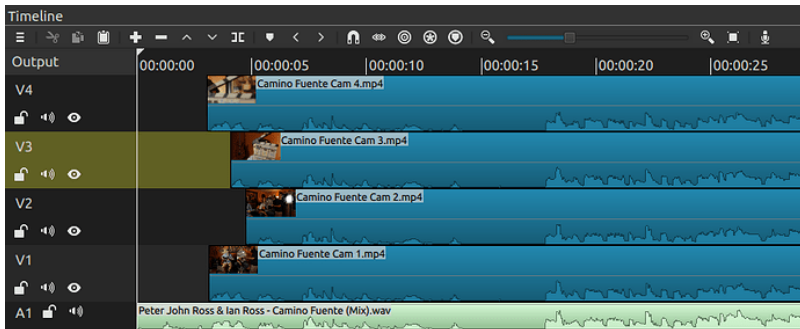 Timeline
Output
00:00:00 00:00:05 00:00:10 00:00:15 00:00:20 00:00:25
V4
Camino Fuente Cam 4.mp4
V3
Camino Fuente Cam 3.mp4
V2
Camino Fuente Cam 2.mp4
V1
Camino Fuente Cam 1.mp4
A1
Peter John Ross & Ian Ross - Camino Fuente (Mix).wav